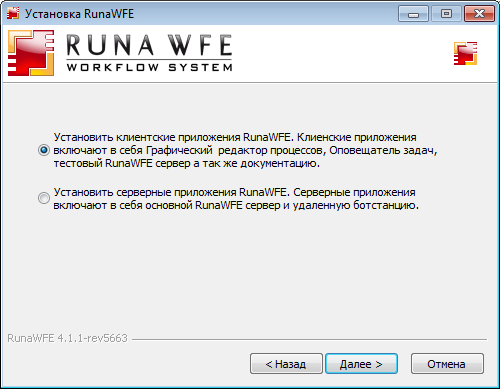 Установка RunaWFE
RUNA WFE
WORKFLOW SYSTEM
Установить клиентские приложения RunaWFE. Клиенские приложения
включают в себя Графический редактор процессов, Оповещатель задач,
тестовый RunaWFE сервер а так же документацию.
Установить серверные приложения RunaWFE. Серверные приложения
включают в себя основной RunaWFE сервер и удаленную ботстанцию.
RunaWFE 4.1.1-rev5663
< Назад
Далее >
Отмена